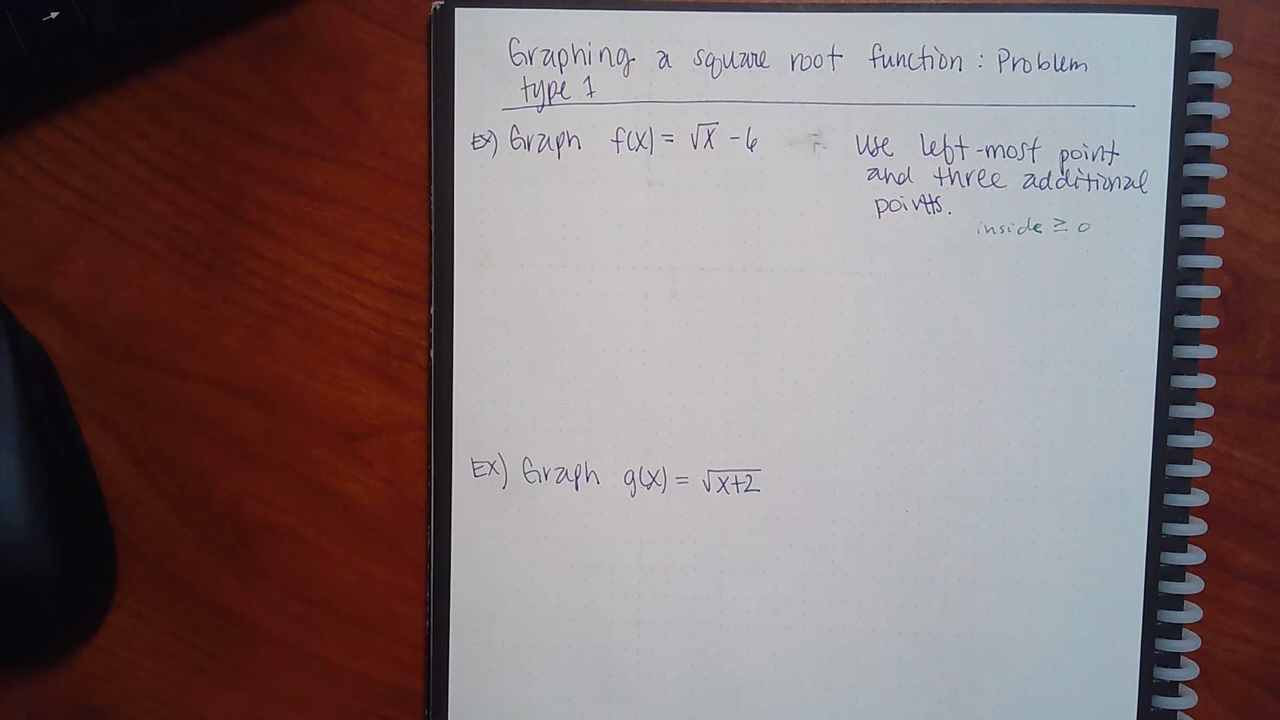 Graphing a square root function : Problem
type 1
Ex) Graph f(x) = √x - 6
use left-most point
and three additional
points.
inside ≥ 0
Ex) Graph g(x) = √x+2